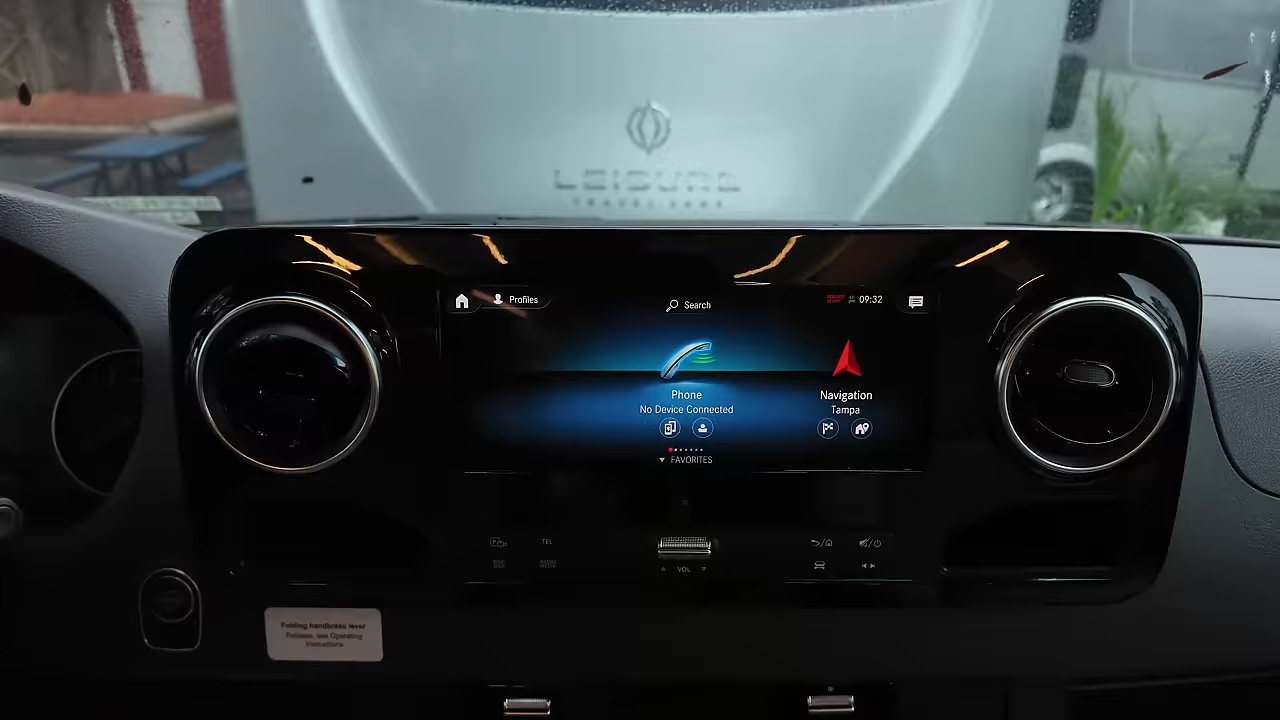 LEISURE
TRAVEL VANS
Profiles
Search
09:32
Phone
No Device Connected
Navigation
Tampa
FAVORITES
TEL
VOL
Folding handbrake lever
Release, see Operating
Instructions